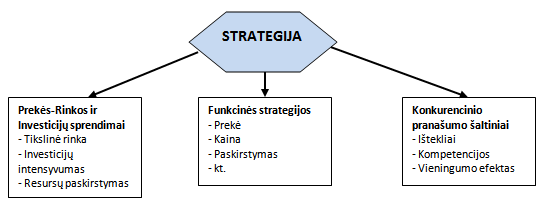 STRATEGIJA
Prekės-Rinkos ir
Investicijų sprendimai
- Tikslinė rinka
- Investicijų
intensyvumas
- Resursų paskirstymas
Funkcinės strategijos
- Prekė
- Kaina
- Paskirstymas
- kt.
Konkurencinio
pranašumo šaltiniai
- Ištekliai
- Kompetencijos
- Vieningumo efektas